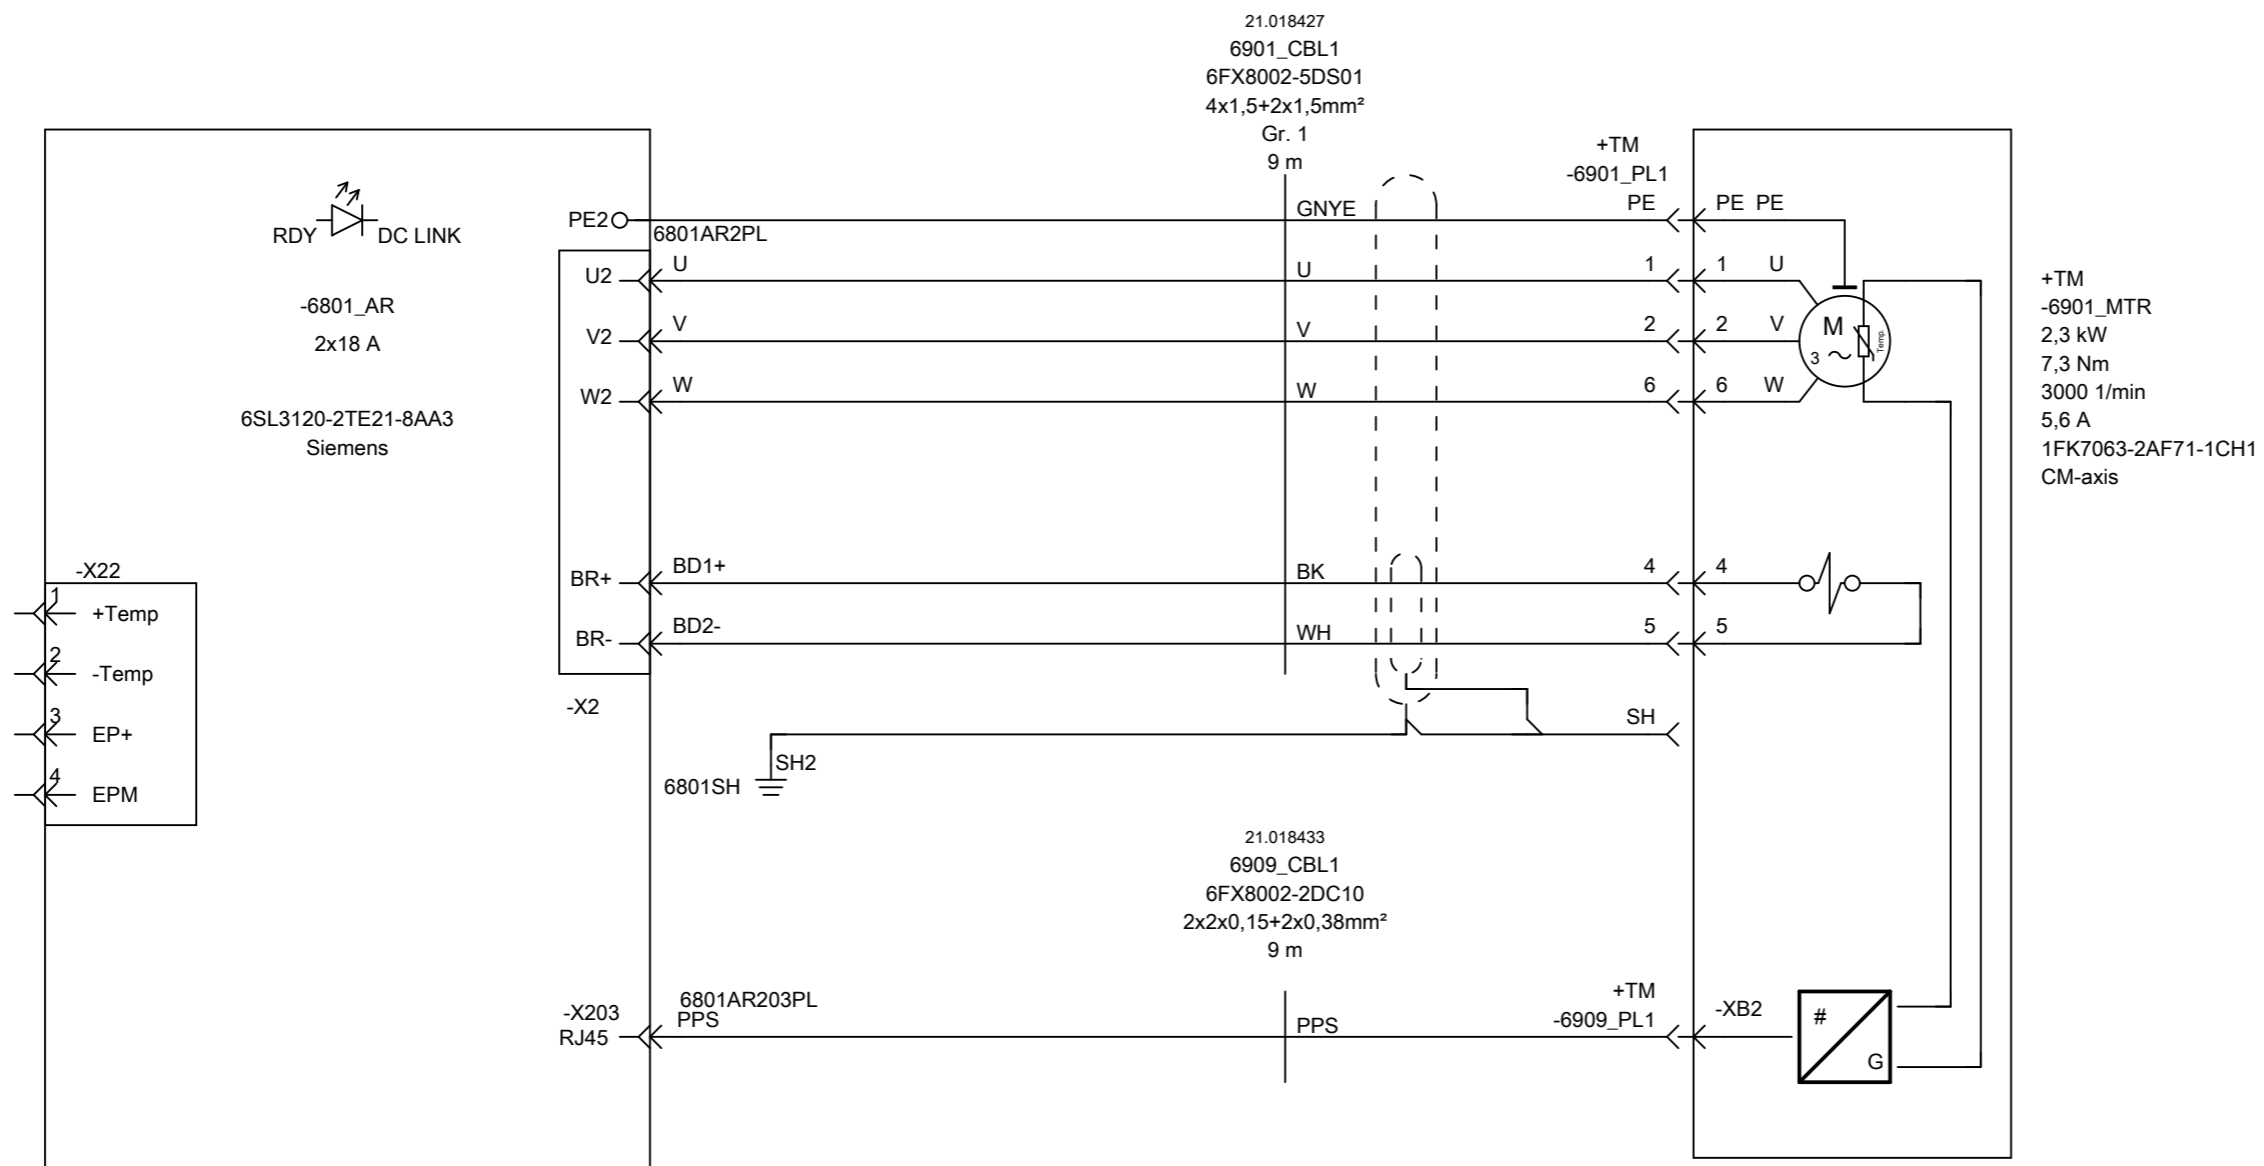 21.018427
6901_CBL1
6FX8002-5DS01
4x1,5+2x1,5mm²
Gr. 1
9 m
+TM
-6901_PL1
RDY
DC LINK
PE2
6801AR2PL
GNYE
PE
PE PE
U2
U
U
1
1
U
-6801_AR
2x18 A
V2
V
V
2
2
V
M
3
Temp.
W2
W
W
6
6
W
6SL3120-2TE21-8AA3
Siemens
+TM
-6901_MTR
2,3 kW
7,3 Nm
3000 1/min
5,6 A
1FK7063-2AF71-1CH1
CM-axis
-X22
1
+Temp
2
-Temp
3
EP+
4
EPM
BR+
BD1+
BK
4
4
BR-
BD2-
WH
5
5
-X2
SH
SH2
6801SH
21.018433
6909_CBL1
6FX8002-2DC10
2x2x0,15+2x0,38mm²
9 m
-X203
RJ45
6801AR203PL
PPS
PPS
+TM
-6909_PL1
-XB2
#
G